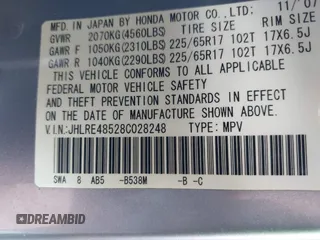 MFD. IN JAPAN BY HONDA MOTOR CO., LTD. 11/'07
GVWR 2070KG(4560LBS) TIRE SIZE RIM SIZE
GAWR F 1050KG(2310LBS) 225/65R17 102T 17X6.5J
GAWR R 1040KG(2290LBS) 225/65R17 102T 17X6.5J
THIS VEHICLE CONFORMS TO ALL APPLICABLE
FEDERAL MOTOR VEHICLE SAFETY STANDARDS
IN EFFECT ON THE
DATE OF MANUFACTURE SHOWN ABOVE.
V.I.N.:JHLRE48528C028248 TYPE: MPV
SWA 8 AB5 -B538M -B -C
DREAMBID